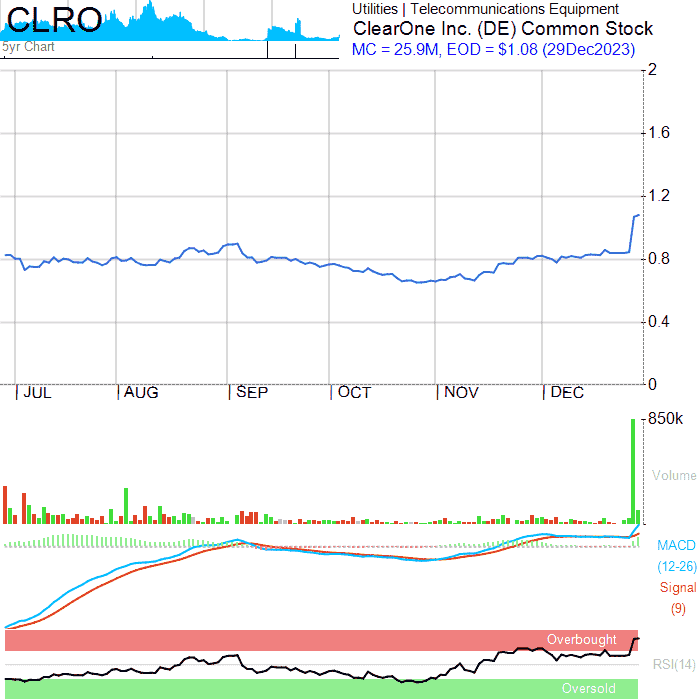 CLRO
5yr Chart
Utilities | Telecommunications Equipment
ClearOne Inc. (DE) Common Stock
MC = 25.9M, EOD = $1.08 (29Dec2023)
2
1.6
1.2
0.8
0.4
0
JUL AUG SEP OCT NOV DEC
850k
Volume
MACD
(12-26)
Signal
(9)
Overbought
RSI(14)
Oversold